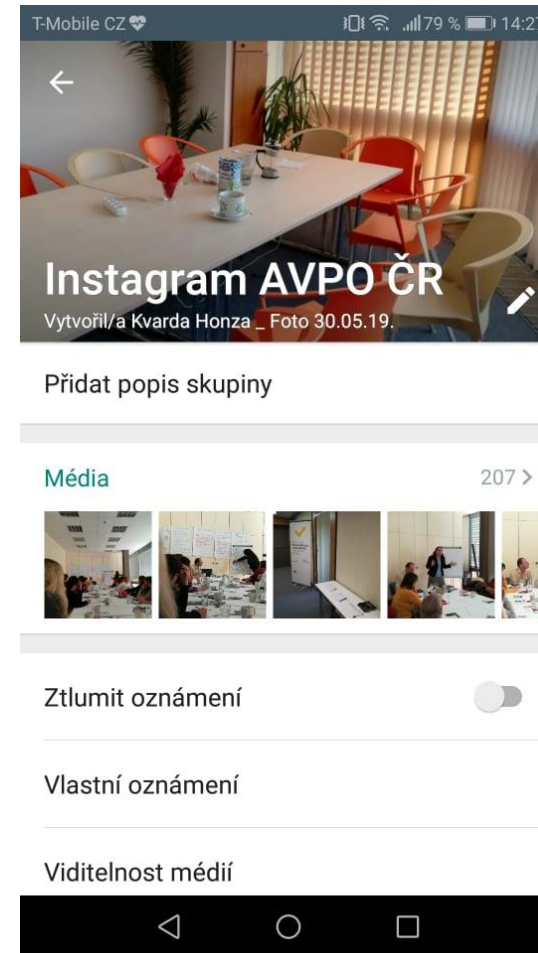 T-Mobile CZ 79 % 14:27
Instagram AVPO ČR
Vytvořil/a Kvarda Honza _ Foto 30.05.19.
Přidat popis skupiny
Média 207 >
Ztlumit oznámení
Vlastní oznámení
Viditelnost médií